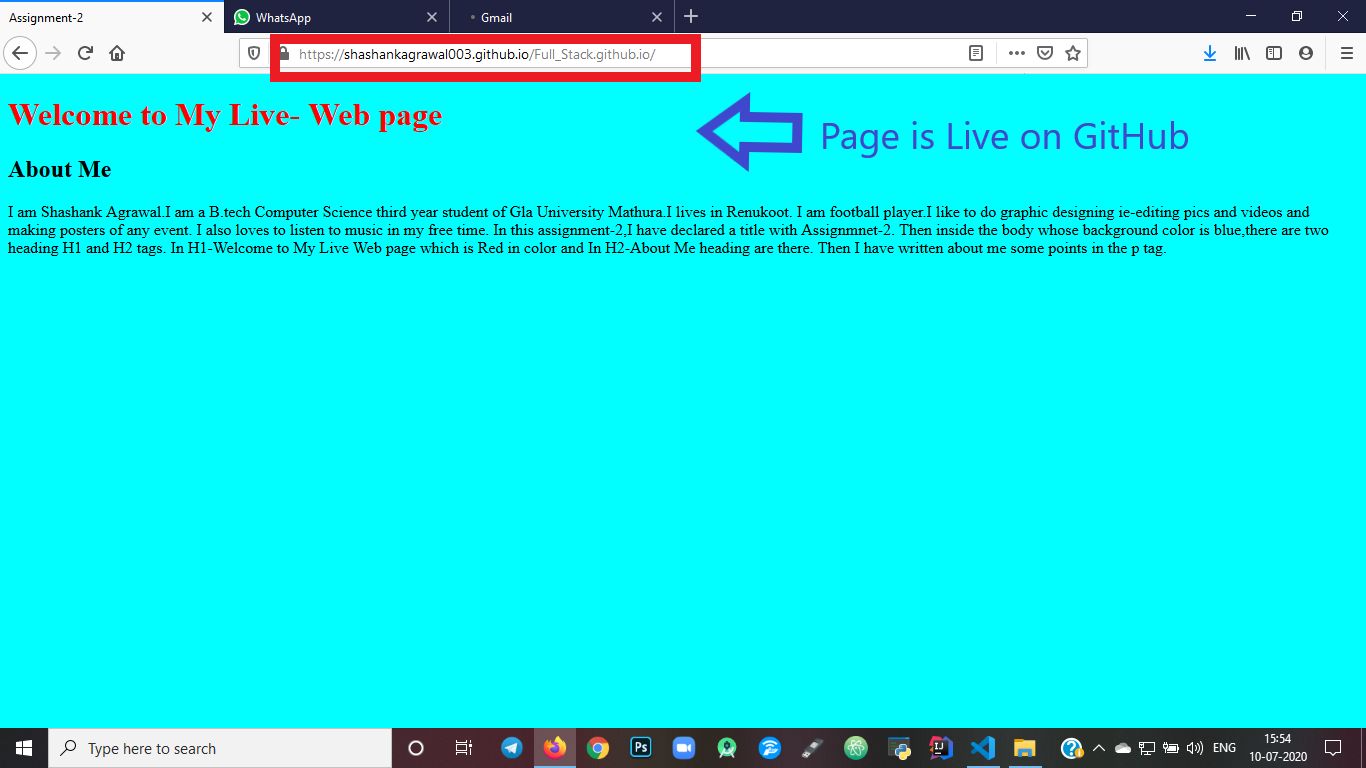 Assignment-2
WhatsApp
Gmail
https://shashankagrawal003.github.io/Full_Stack.github.io/
Welcome to My Live- Web page
Page is Live on GitHub
About Me
I am Shashank Agrawal.I am a B.tech Computer Science third year student of Gla University Mathura.I lives in Renukoot. I am football player.I like to do graphic designing ie-editing pics and videos and
making posters of any event. I also loves to listen to music in my free time. In this assignment-2,I have declared a title with Assignmnet-2. Then inside the body whose background color is blue,there are two
heading H1 and H2 tags. In H1-Welcome to My Live Web page which is Red in color and In H2-About Me heading are there. Then I have written about me some points in the p tag.
Type here to search
Ps
IJ
ENG
15:54
10-07-2020